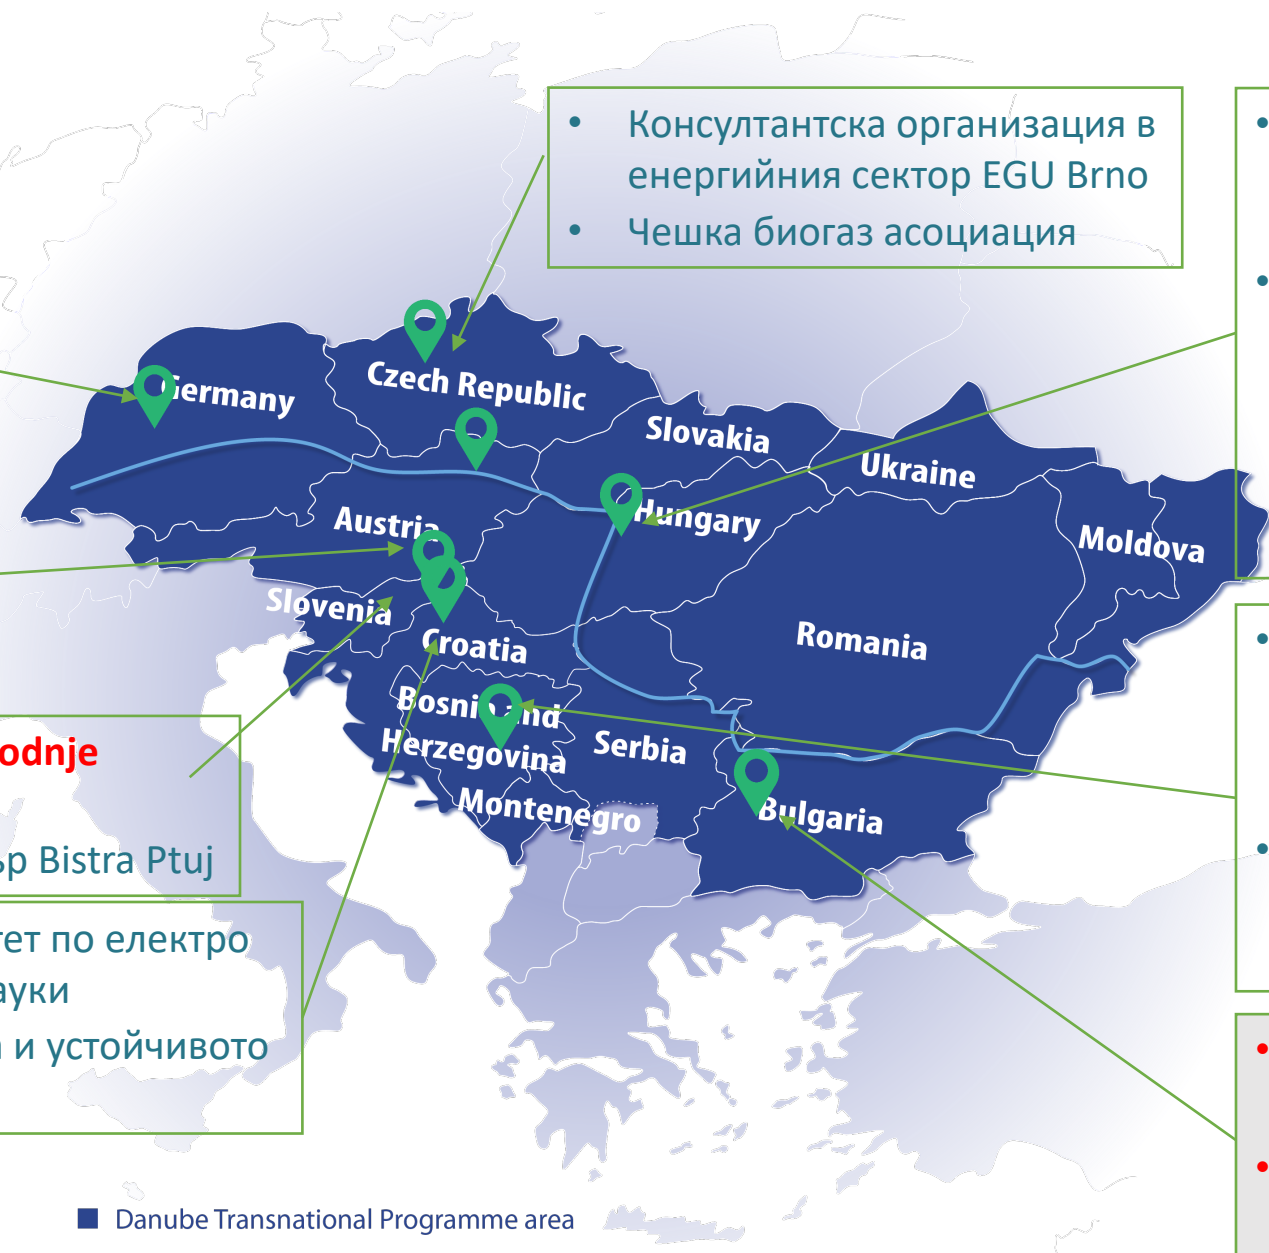 • Консултантска организация в
енергийния сектор EGU Brno
• Чешка биогаз асоциация
Germany
Czech Republic
Slovakia
Ukraine
Hungary
Austria
Moldova
Slovenia
Croatia
Romania
Bosnia and
Herzegovina
Serbia
Montenegro
Bulgaria
odnje
ър Bistra Ptuj
тет по електро
ауки
а и устойчивото
Danube Transnational Programme area